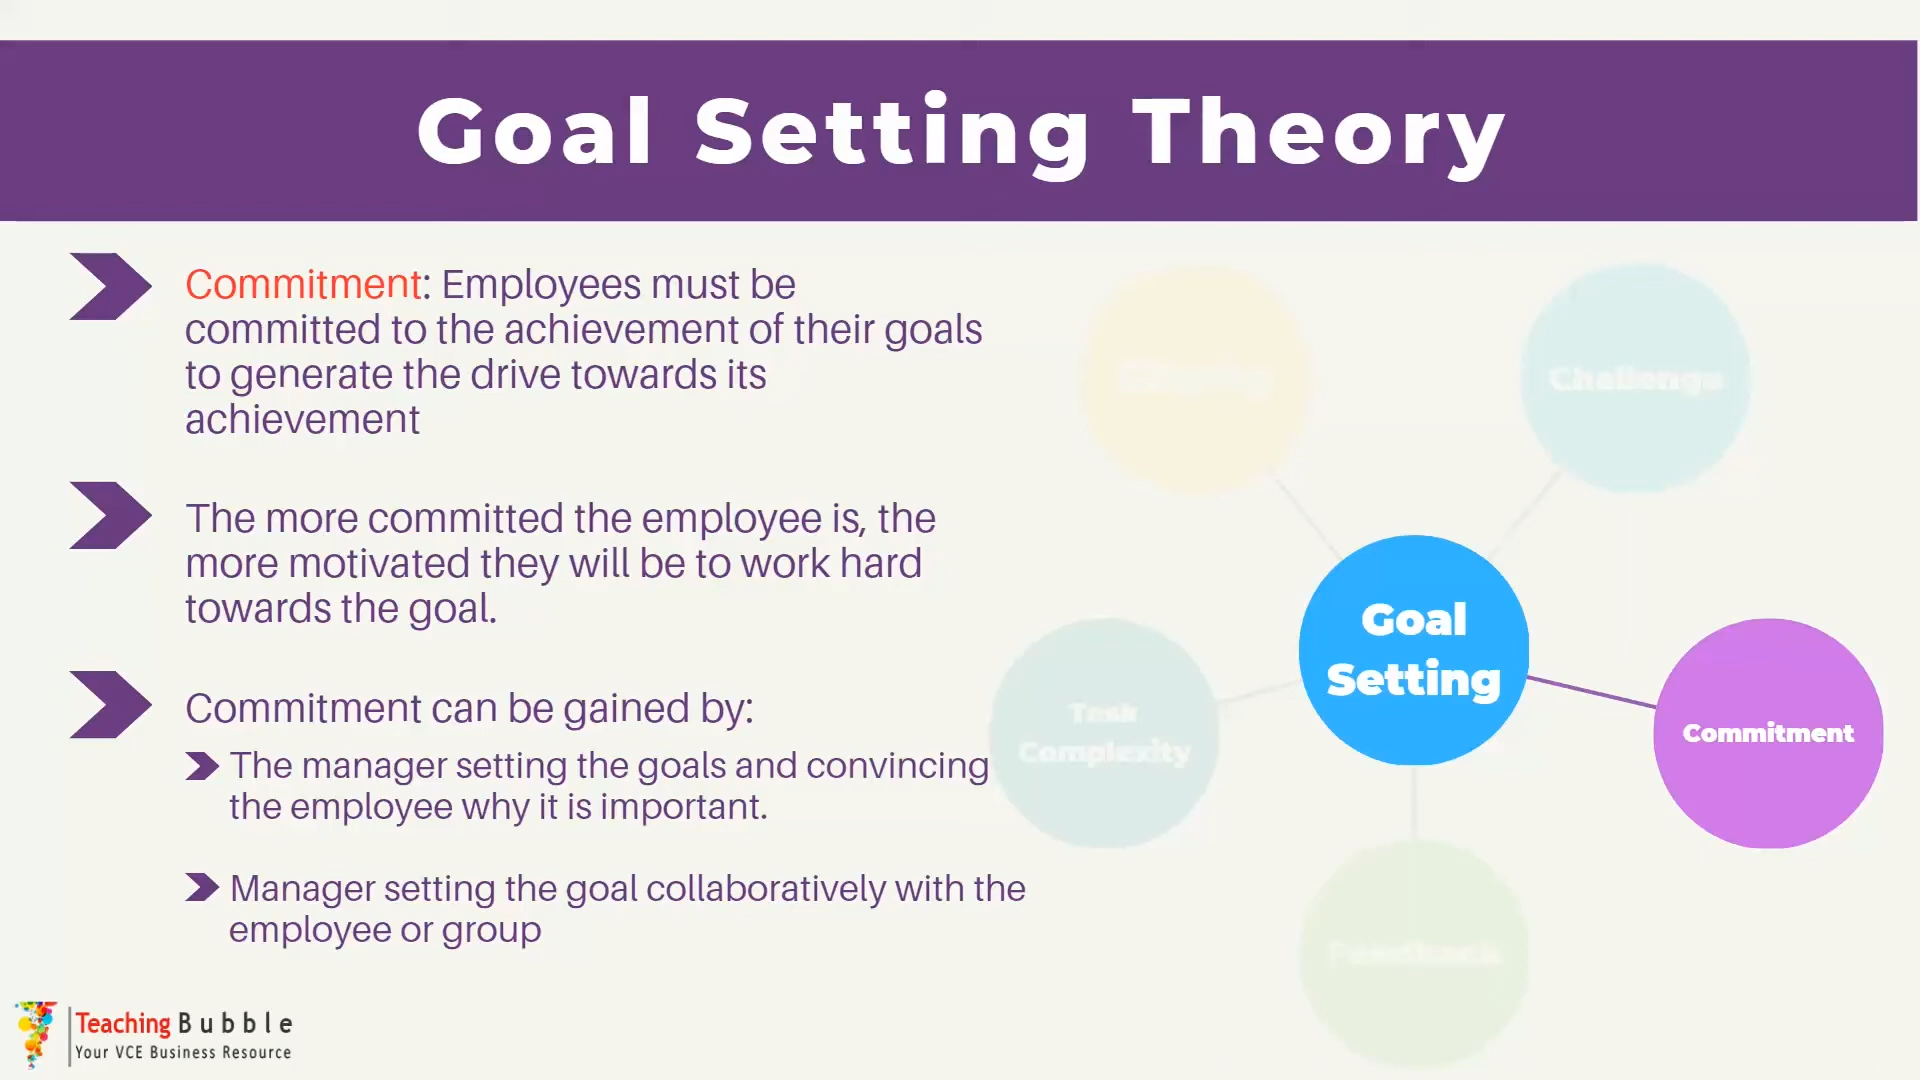 Goal Setting Theory
Commitment: Employees must be
committed to the achievement of their goals
to generate the drive towards its
achievement
The more committed the employee is, the
more motivated they will be to work hard
towards the goal.
Commitment can be gained by:
The manager setting the goals and convincing
the employee why it is important.
Manager setting the goal collaboratively with the
employee or group
Challenge
Goal
Setting
Task
Complexity
Commitment
Feedback
Teaching Bubble
Your VCE Business Resource